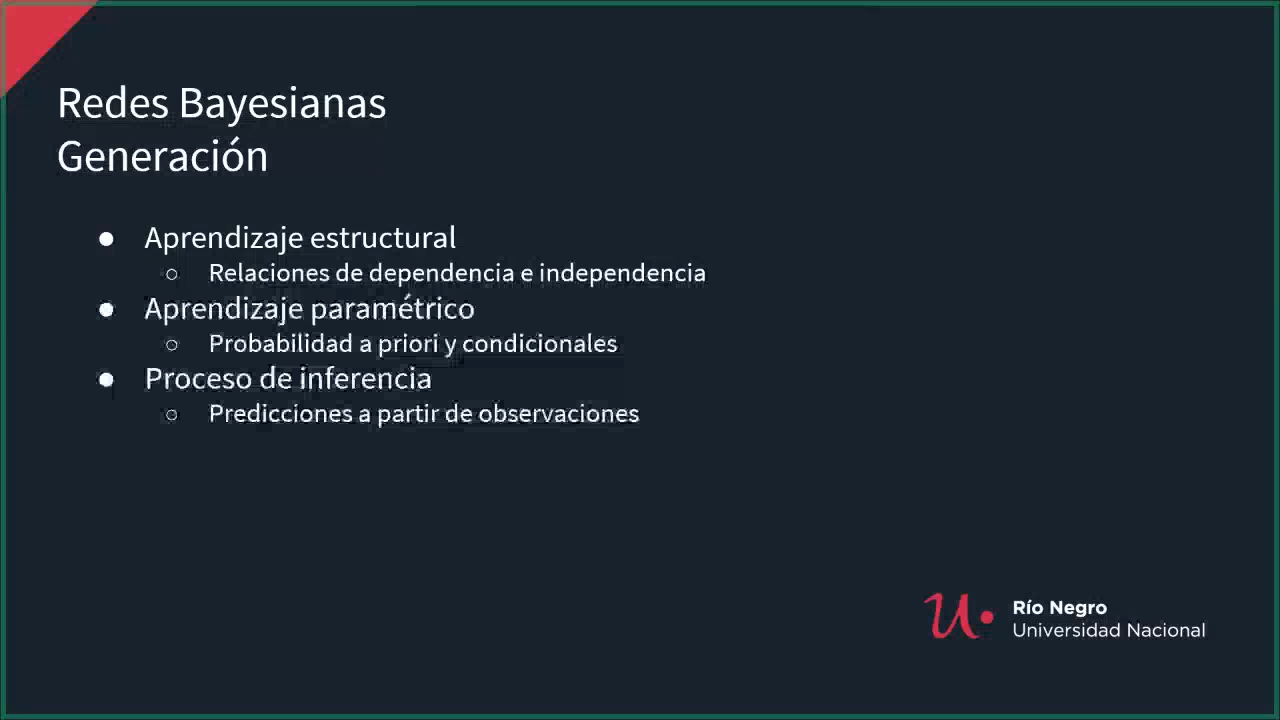 Redes Bayesianas
Generación
● Aprendizaje estructural
○ Relaciones de dependencia e independencia
● Aprendizaje paramétrico
○ Probabilidad a priori y condicionales
● Proceso de inferencia
○ Predicciones a partir de observaciones
Río Negro
Universidad Nacional